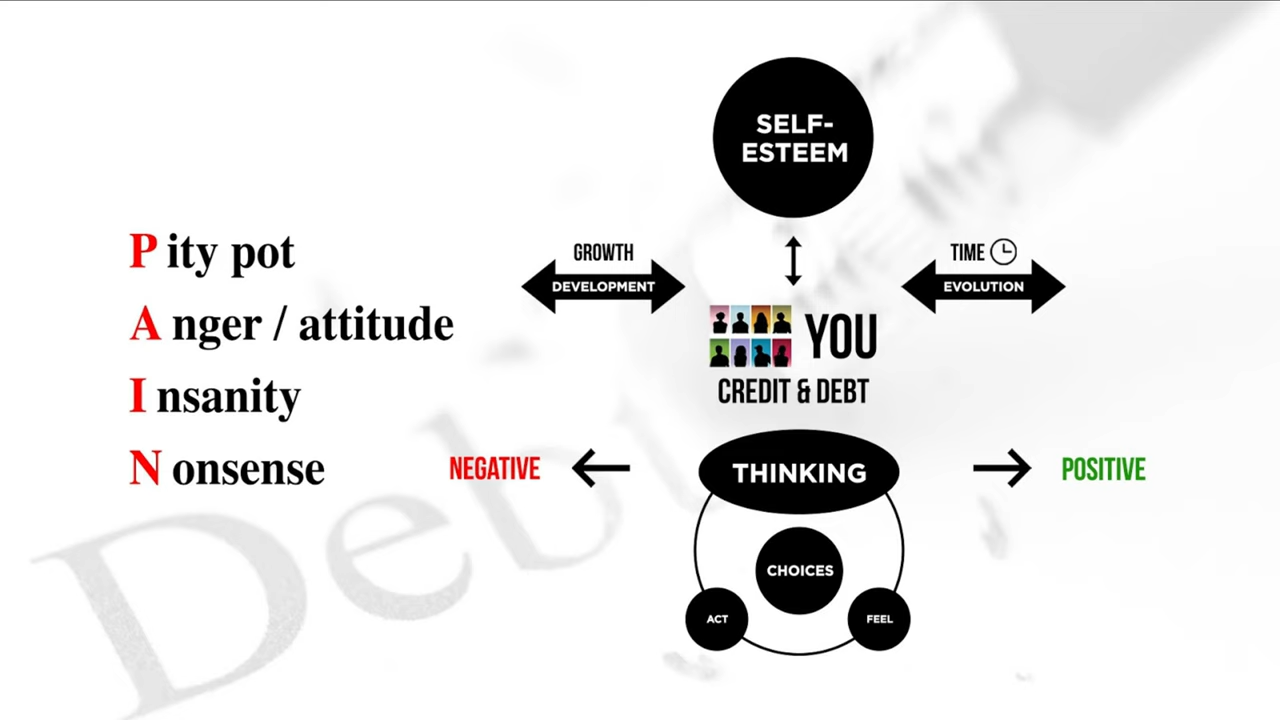 SELF-
ESTEEM
P ity pot
A nger / attitude
I nsanity
N onsense
GROWTH
DEVELOPMENT
TIME
EVOLUTION
YOU
CREDIT & DEBT
NEGATIVE
THINKING
POSITIVE
CHOICES
ACT
FEEL
Debt